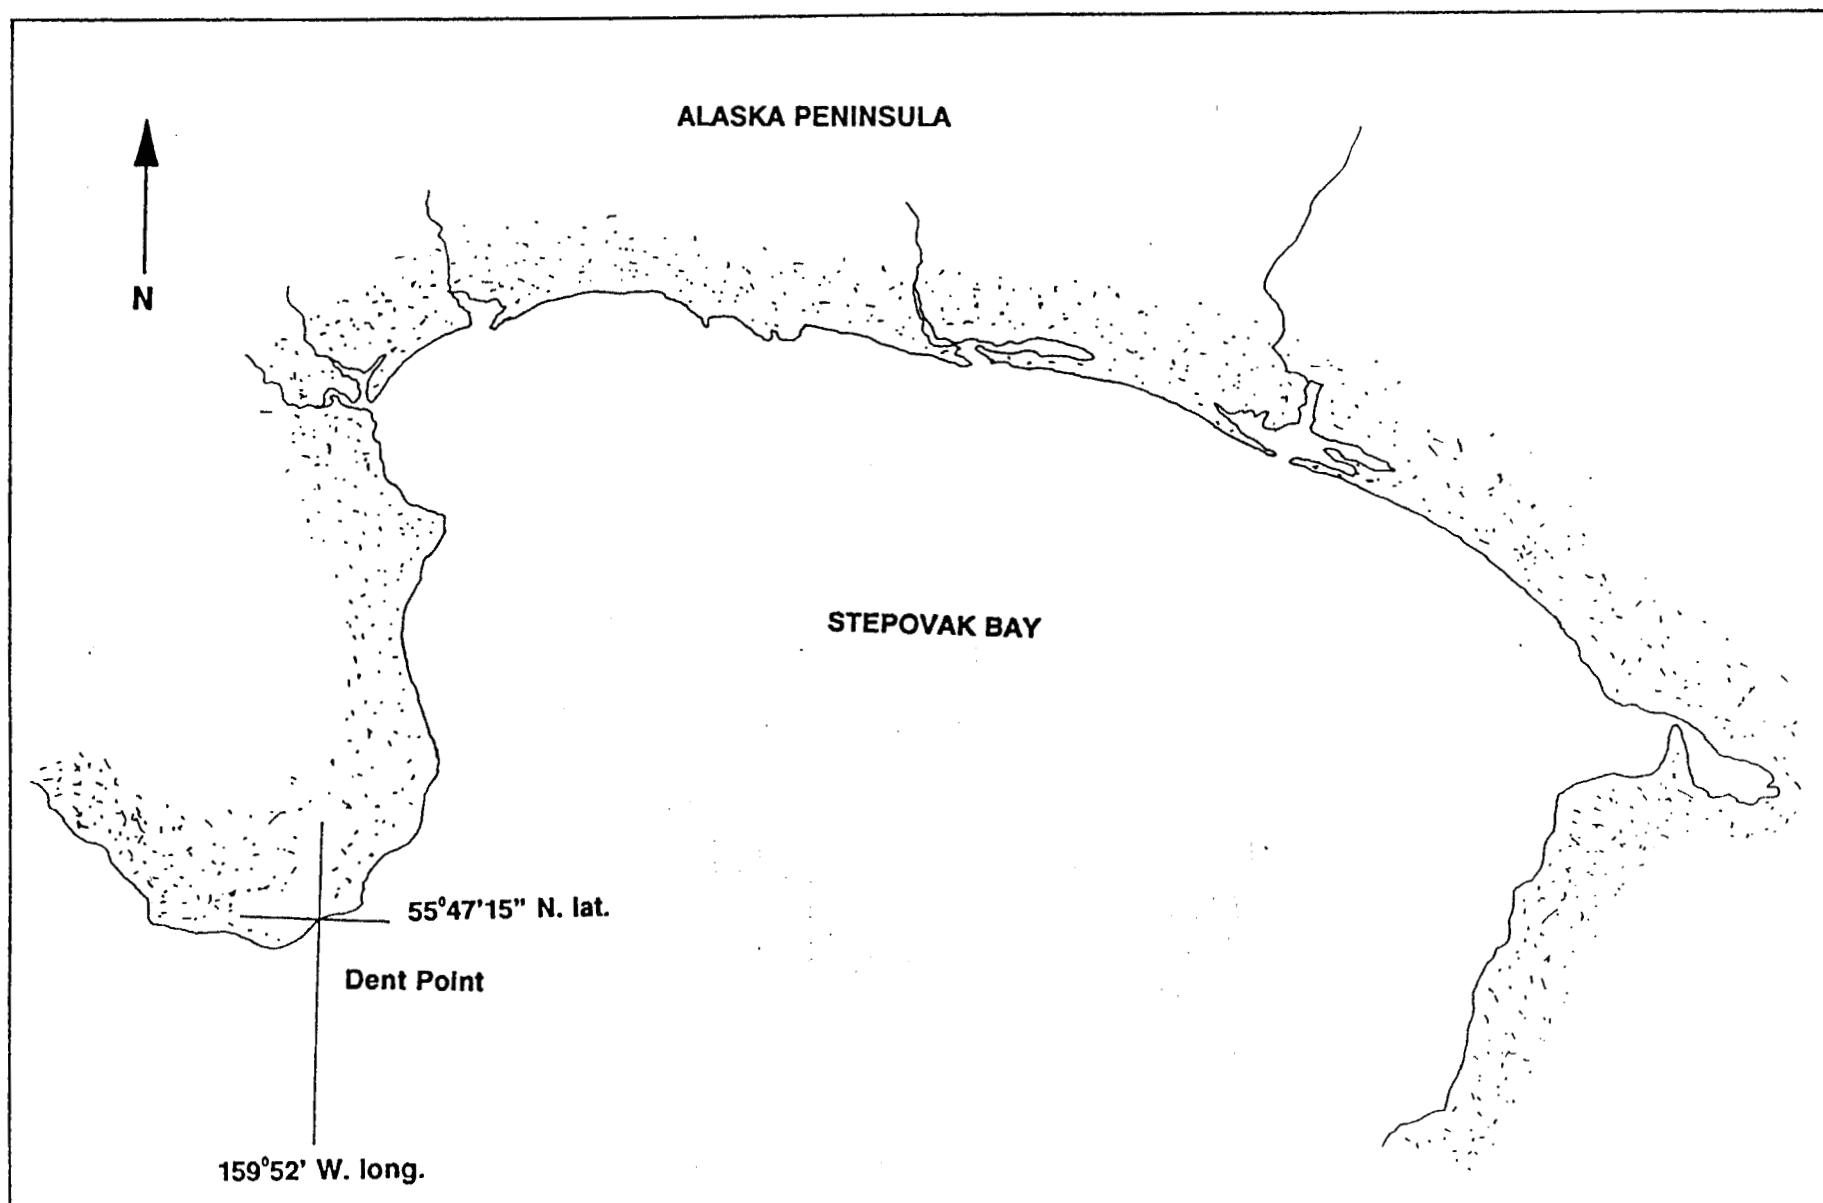 ALASKA PENINSULA
N
STEPOVAK BAY
55°47'15" N. lat.
Dent Point
159°52' W. long.